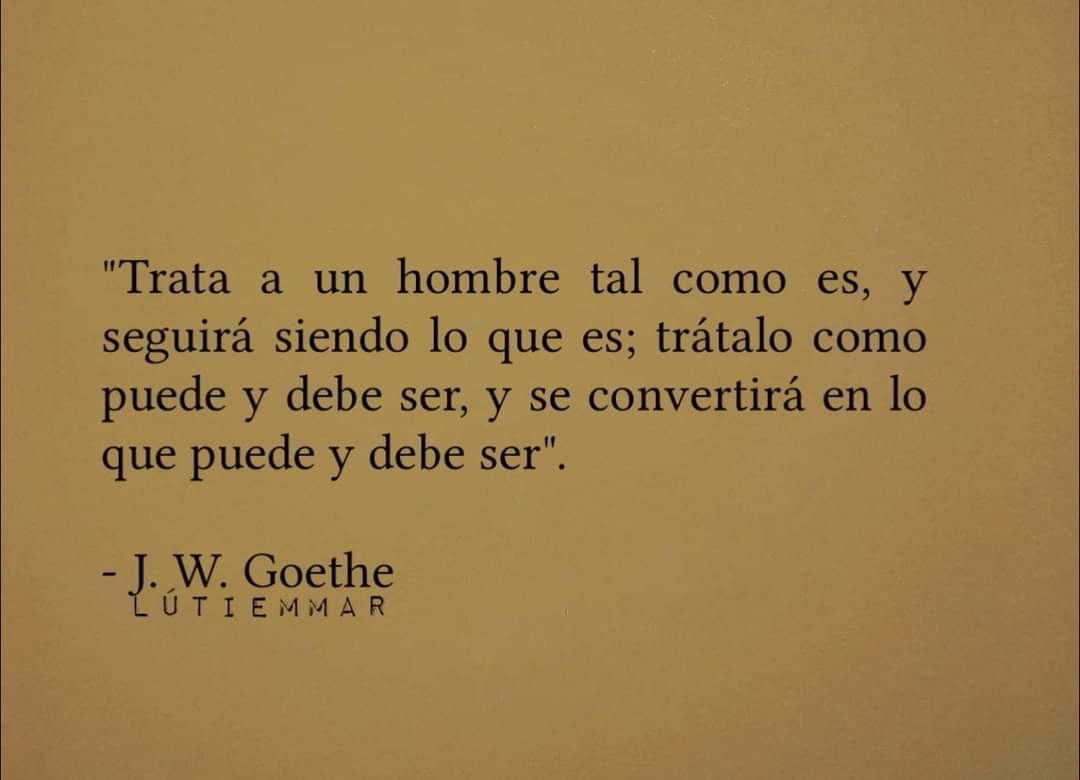 "Trata a un hombre tal como es, y
seguirá siendo lo que es; trátalo como
puede y debe ser, y se convertirá en lo
que puede y debe ser".
- J. W. Goethe
LÚTIEMMAR